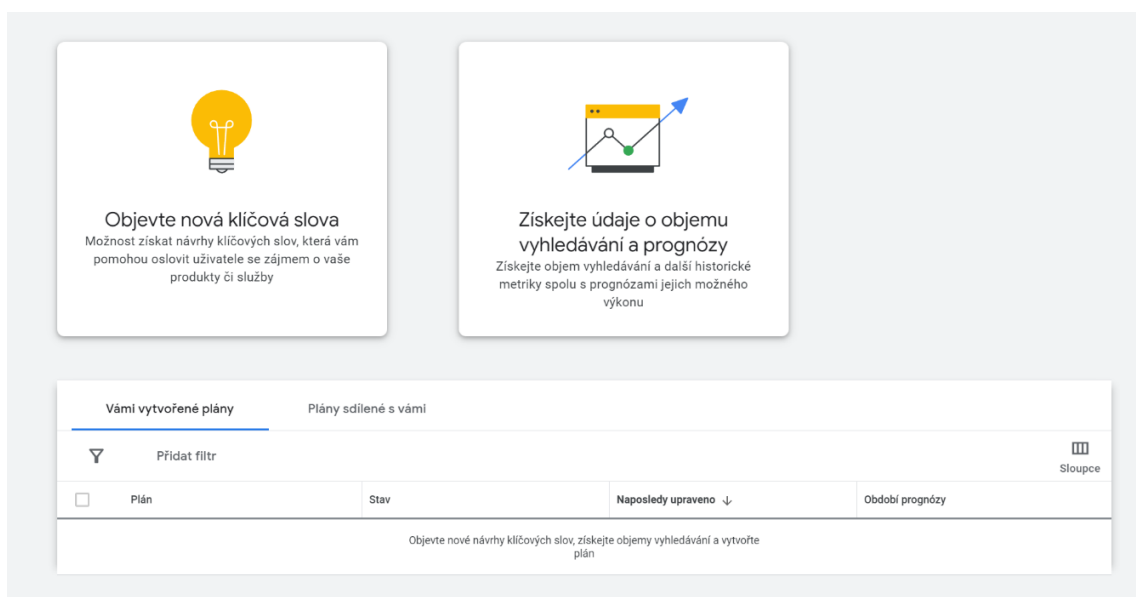 Objevte nová klíčová slova
Možnost získat návrhy klíčových slov, která vám
pomohou oslovit uživatele se zájmem o vaše
produkty či služby
Získejte údaje o objemu
vyhledávání a prognózy
Získejte objem vyhledávání a další historické
metriky spolu s prognózami jejich možného
výkonu
Vámi vytvořené plány
Plány sdílené s vámi
Přidat filtr
Sloupce
Plán
Stav
Naposledy upraveno
Období prognózy
Objevte nové návrhy klíčových slov, získejte objemy vyhledávání a vytvořte
plán